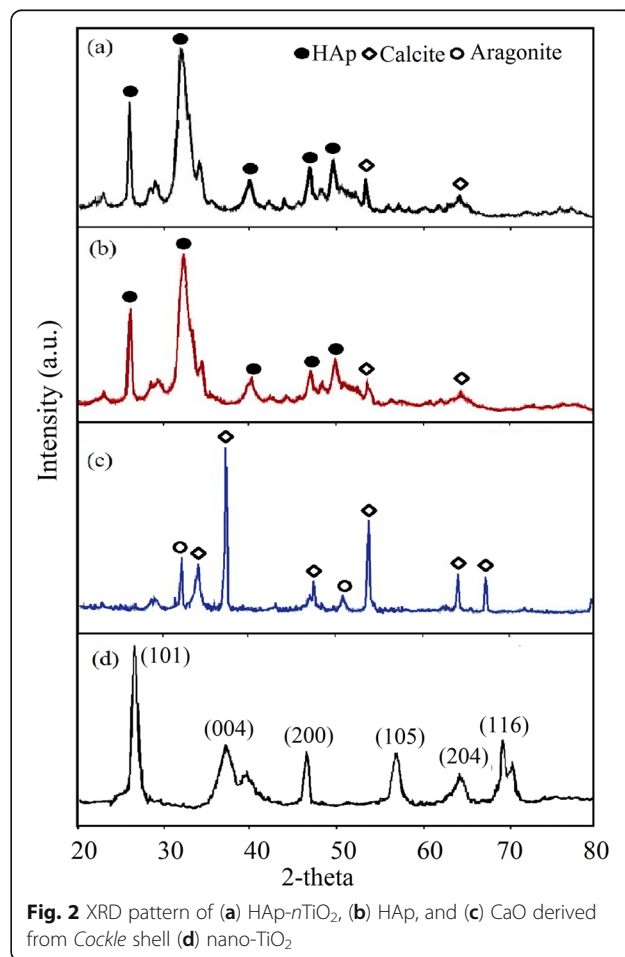 (a) ● HAp ◇ Calcite ○ Aragonite
(b)
(c)
(d) (101)
(004) (200) (105) (204) (116)
Intensity (a.u.)
20 30 40 50 60 70 80
2-theta
Fig. 2 XRD pattern of (a) HAp-nTiO₂, (b) HAp, and (c) CaO derived
from Cockle shell (d) nano-TiO₂